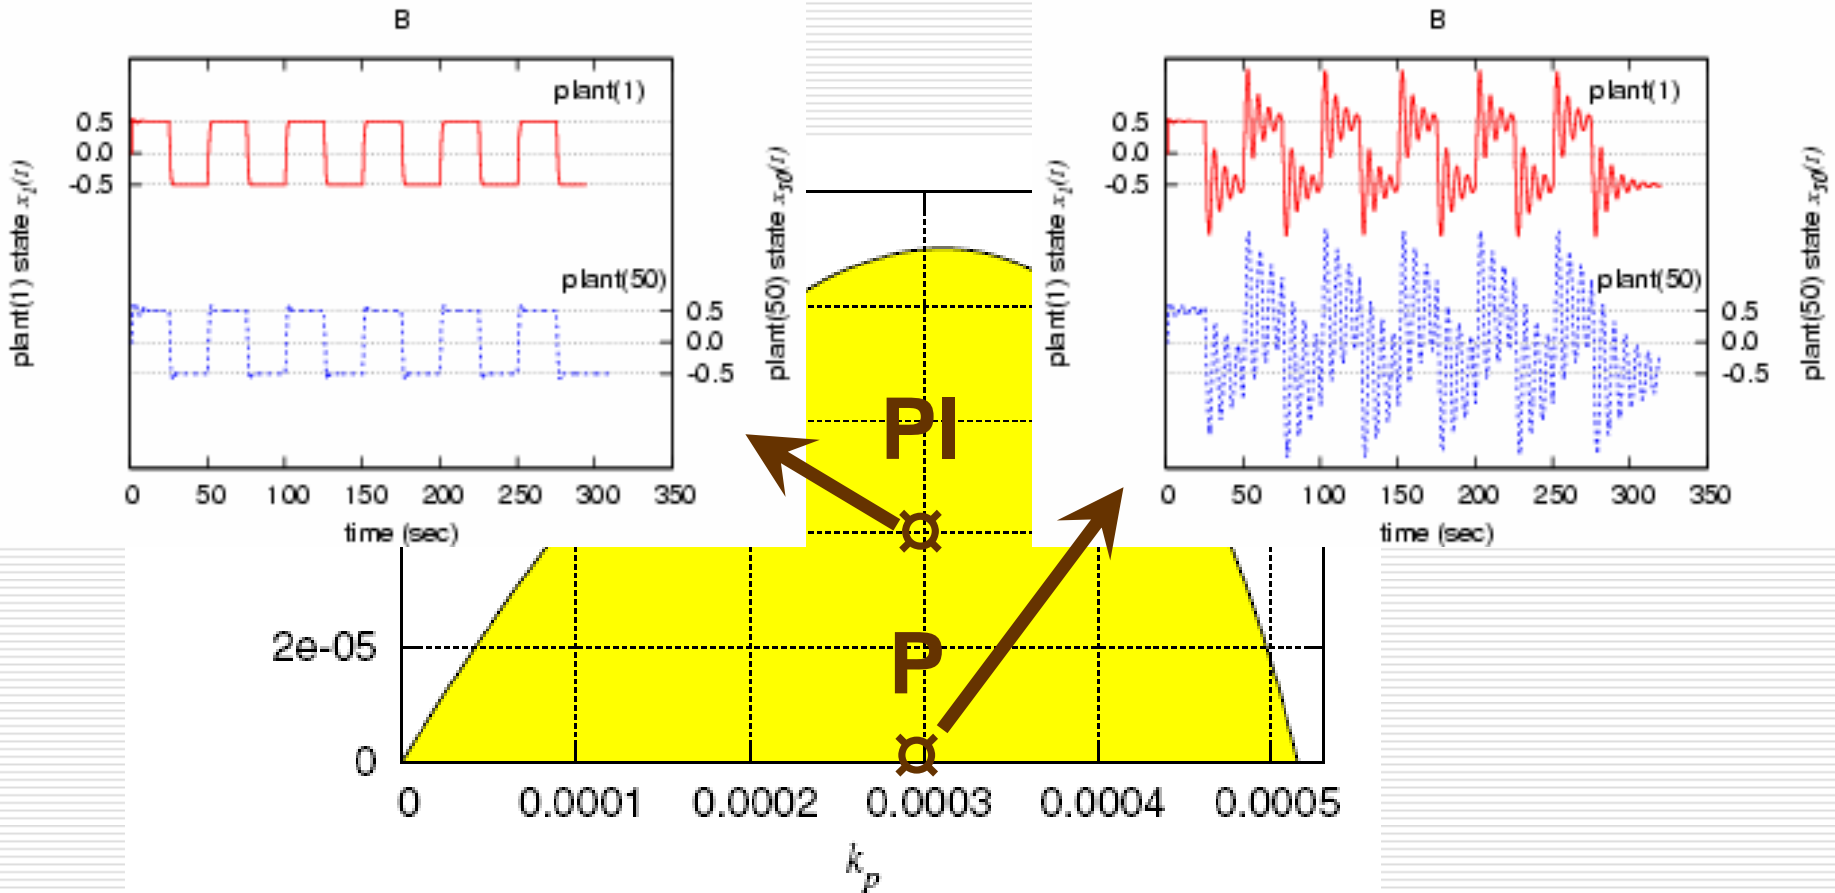 B
plant(1)
0.5
0.0
-0.5
plant(1) state x1(t)
plant(50)
0.5
0.0
-0.5
plant(50) state x50(t)
0 50 100 150 200 250 300 350
time (sec)
B
plant(1)
0.5
0.0
-0.5
plant(1) state x1(t)
plant(50)
0.5
0.0
-0.5
plant(50) state x50(t)
0 50 100 150 200 250 300 350
time (sec)
PI
P
2e-05
0
0 0.0001 0.0002 0.0003 0.0004 0.0005
kp